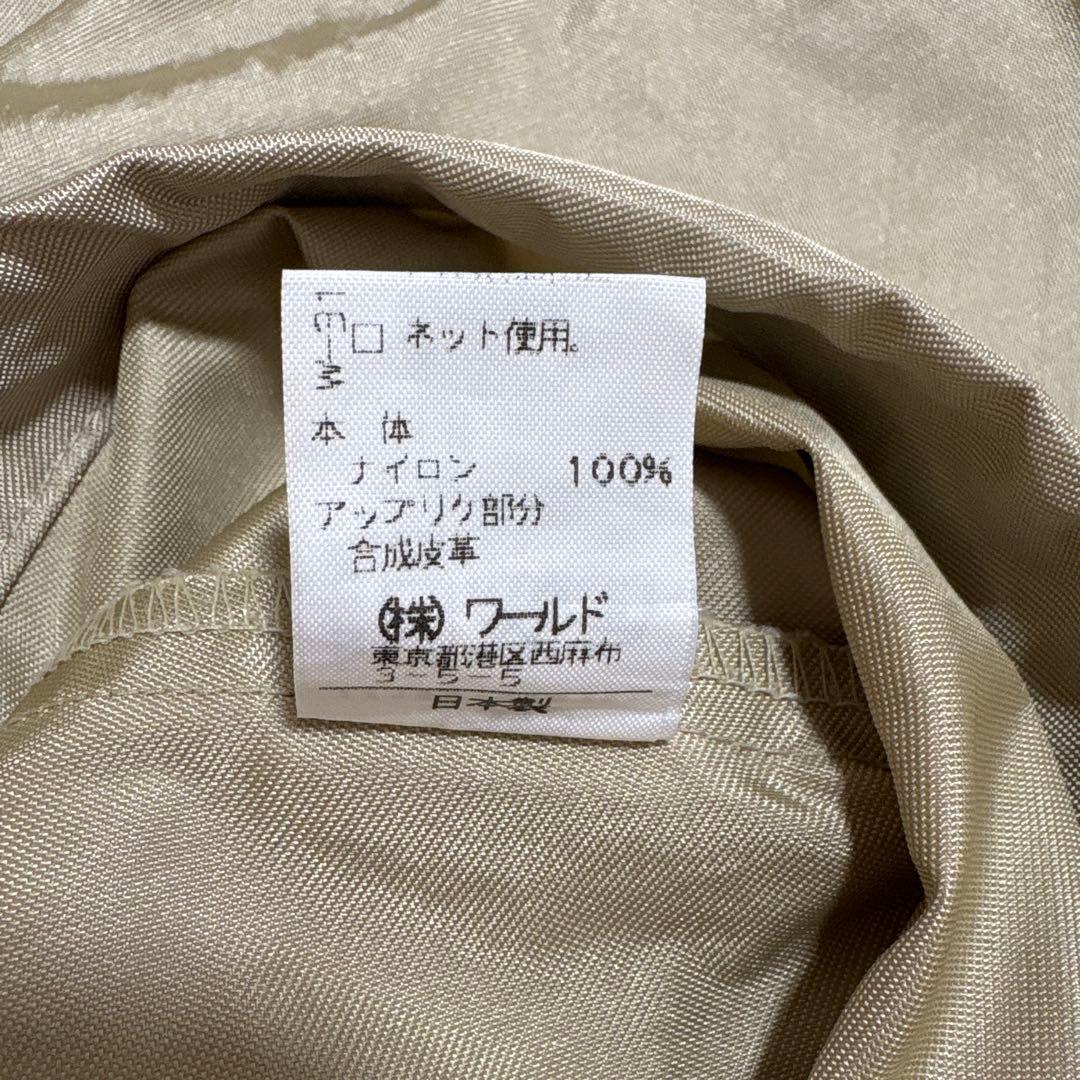 □ ネット使用。
本 体
ナイロン 100%
アップリケ部分
合成皮革
(株) ワールド
東京都港区西麻布
3-5-5
日本製